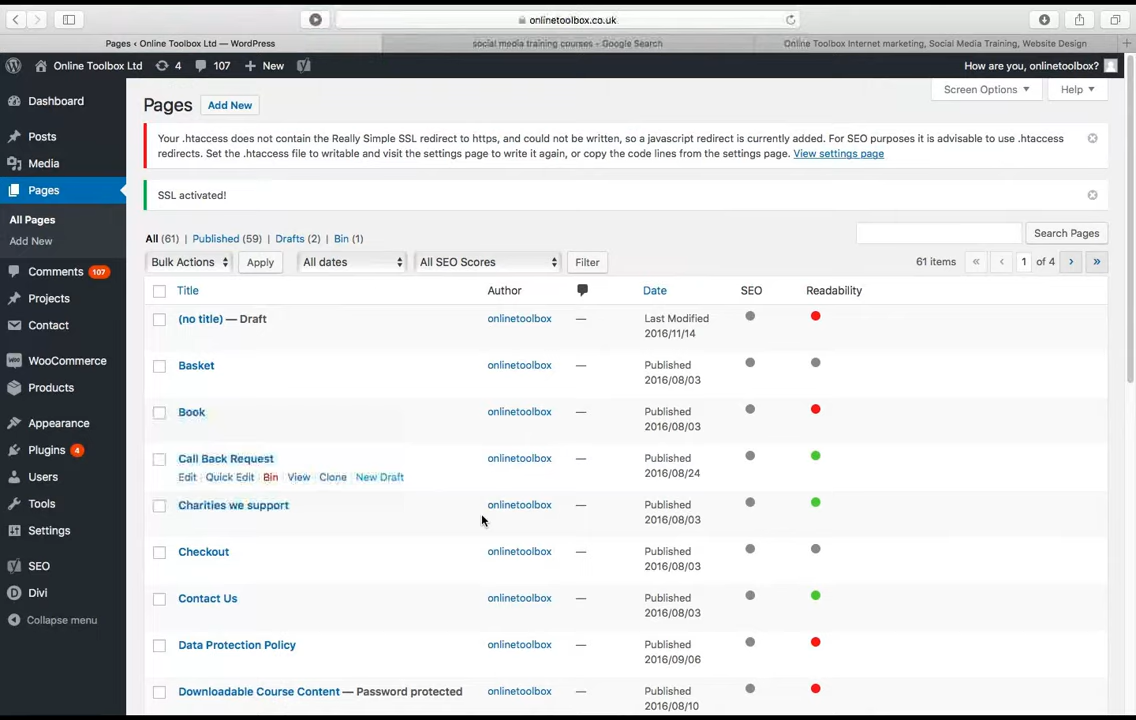 onlinetoolbox.co.uk
Pages < Online Toolbox Ltd — WordPress
social media training courses - Google Search
Online Toolbox Internet marketing, Social Media Training, Website Design
Online Toolbox Ltd 4 107 New
How are you, onlinetoolbox?
Dashboard
Posts
Media
Pages
All Pages
Add New
Comments 107
Projects
Contact
WooCommerce
Products
Appearance
Plugins 4
Users
Tools
Settings
SEO
Divi
Collapse menu
Screen Options Help
Pages Add New
Your .htaccess does not contain the Really Simple SSL redirect to https, and could not be written, so a javascript redirect is currently added. For SEO purposes it is advisable to use .htaccess
redirects. Set the .htaccess file to writable and visit the settings page to write it again, or copy the code lines from the settings page. View settings page
SSL activated!
All (61) | Published (59) | Drafts (2) | Bin (1)
Search Pages
Bulk Actions Apply All dates All SEO Scores Filter
61 items « ‹ 1 of 4 › »
Title Author Date SEO Readability
(no title) — Draft onlinetoolbox — Last Modified
2016/11/14
Basket onlinetoolbox — Published
2016/08/03
Book onlinetoolbox — Published
2016/08/03
Call Back Request onlinetoolbox — Published
Edit Quick Edit Bin View Clone New Draft 2016/08/24
Charities we support onlinetoolbox — Published
2016/08/03
Checkout onlinetoolbox — Published
2016/08/03
Contact Us onlinetoolbox — Published
2016/08/03
Data Protection Policy onlinetoolbox — Published
2016/09/06
Downloadable Course Content — Password protected onlinetoolbox — Published
2016/08/10